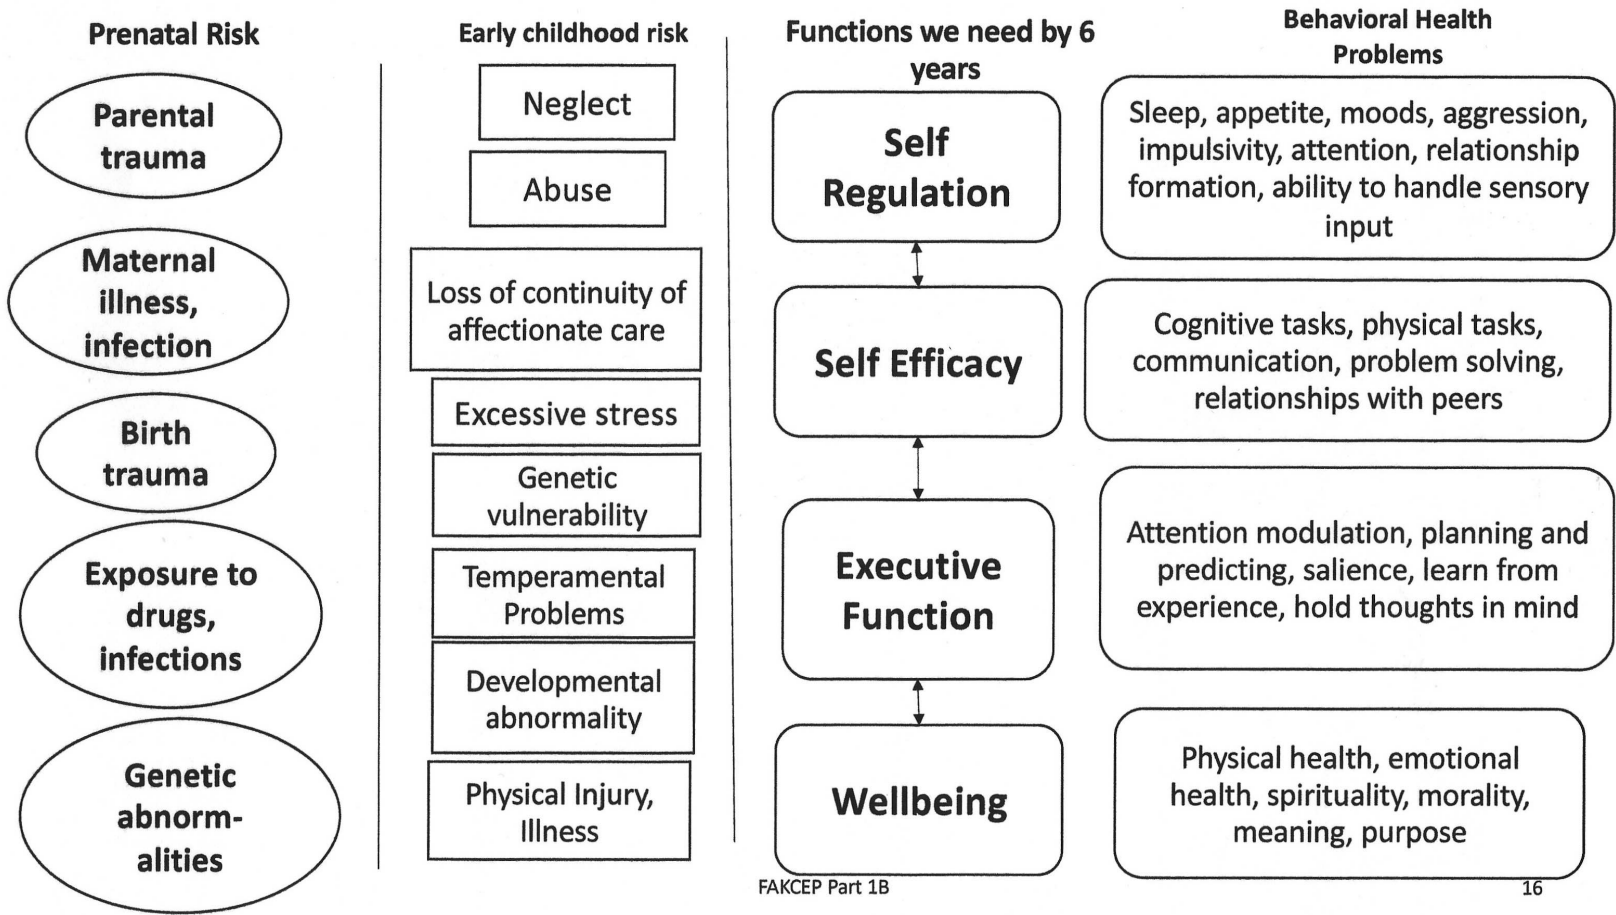 Prenatal Risk
Parental
trauma
Maternal
illness,
infection
Birth
trauma
Exposure to
drugs,
infections
Genetic
abnorm-
alities
Early childhood risk
Neglect
Abuse
Loss of continuity of
affectionate care
Excessive stress
Genetic
vulnerability
Temperamental
Problems
Developmental
abnormality
Physical Injury,
Illness
Functions we need by 6
years
Self
Regulation
Self Efficacy
Executive
Function
Wellbeing
Behavioral Health
Problems
Sleep, appetite, moods, aggression,
impulsivity, attention, relationship
formation, ability to handle sensory
input
Cognitive tasks, physical tasks,
communication, problem solving,
relationships with peers
Attention modulation, planning and
predicting, salience, learn from
experience, hold thoughts in mind
Physical health, emotional
health, spirituality, morality,
meaning, purpose
FAKCEP Part 1B
16